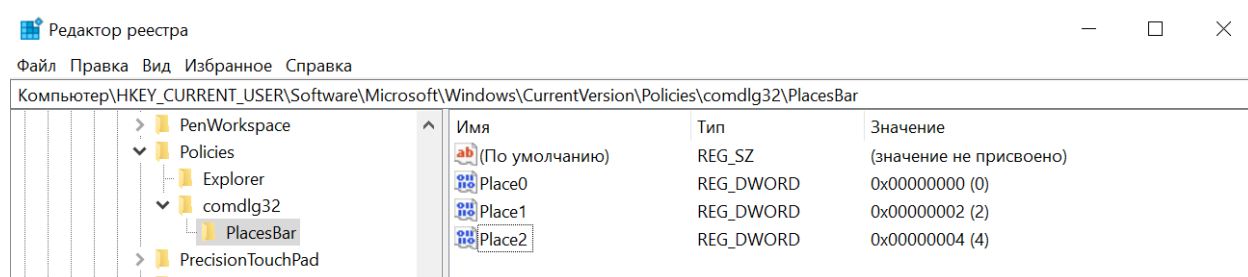 Редактор реестра
Файл Правка Вид Избранное Справка
Компьютер\HKEY_CURRENT_USER\Software\Microsoft\Windows\CurrentVersion\Policies\comdlg32\PlacesBar
PenWorkspace
Policies
Explorer
comdlg32
PlacesBar
PrecisionTouchPad
Имя Тип Значение
(По умолчанию) REG_SZ (значение не присвоено)
Place0 REG_DWORD 0x00000000 (0)
Place1 REG_DWORD 0x00000002 (2)
Place2 REG_DWORD 0x00000004 (4)